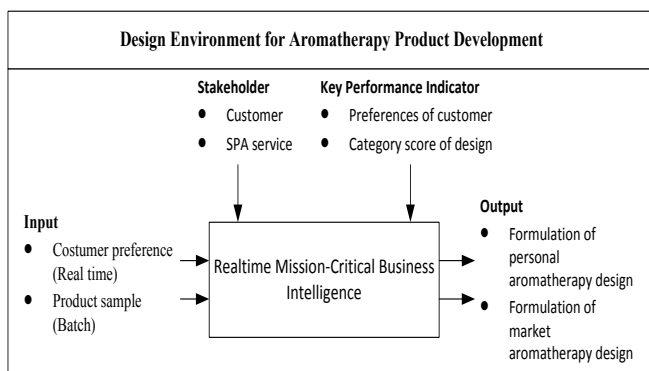 Design Environment for Aromatherapy Product Development
Stakeholder
● Customer
● SPA service
Key Performance Indicator
● Preferences of customer
● Category score of design
Input
● Costumer preference
(Real time)
● Product sample
(Batch)
Realtime Mission-Critical Business
Intelligence
Output
● Formulation of
personal
aromatherapy design
● Formulation of
market
aromatherapy design